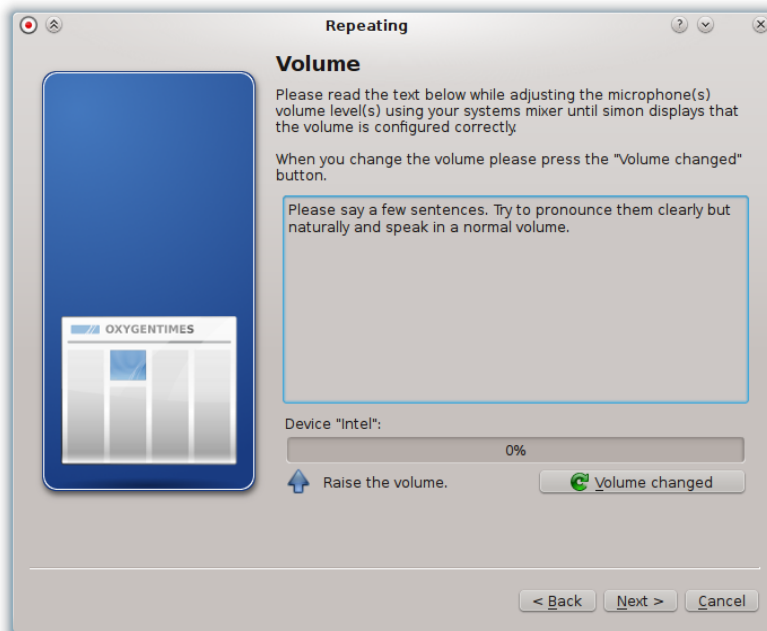 Repeating
Volume
Please read the text below while adjusting the microphone(s)
volume level(s) using your systems mixer until simon displays that
the volume is configured correctly.
When you change the volume please press the "Volume changed"
button.
Please say a few sentences. Try to pronounce them clearly but
naturally and speak in a normal volume.
OXYGENTIMES
Device "Intel":
0%
Raise the volume.
Volume changed
< Back
Next >
Cancel